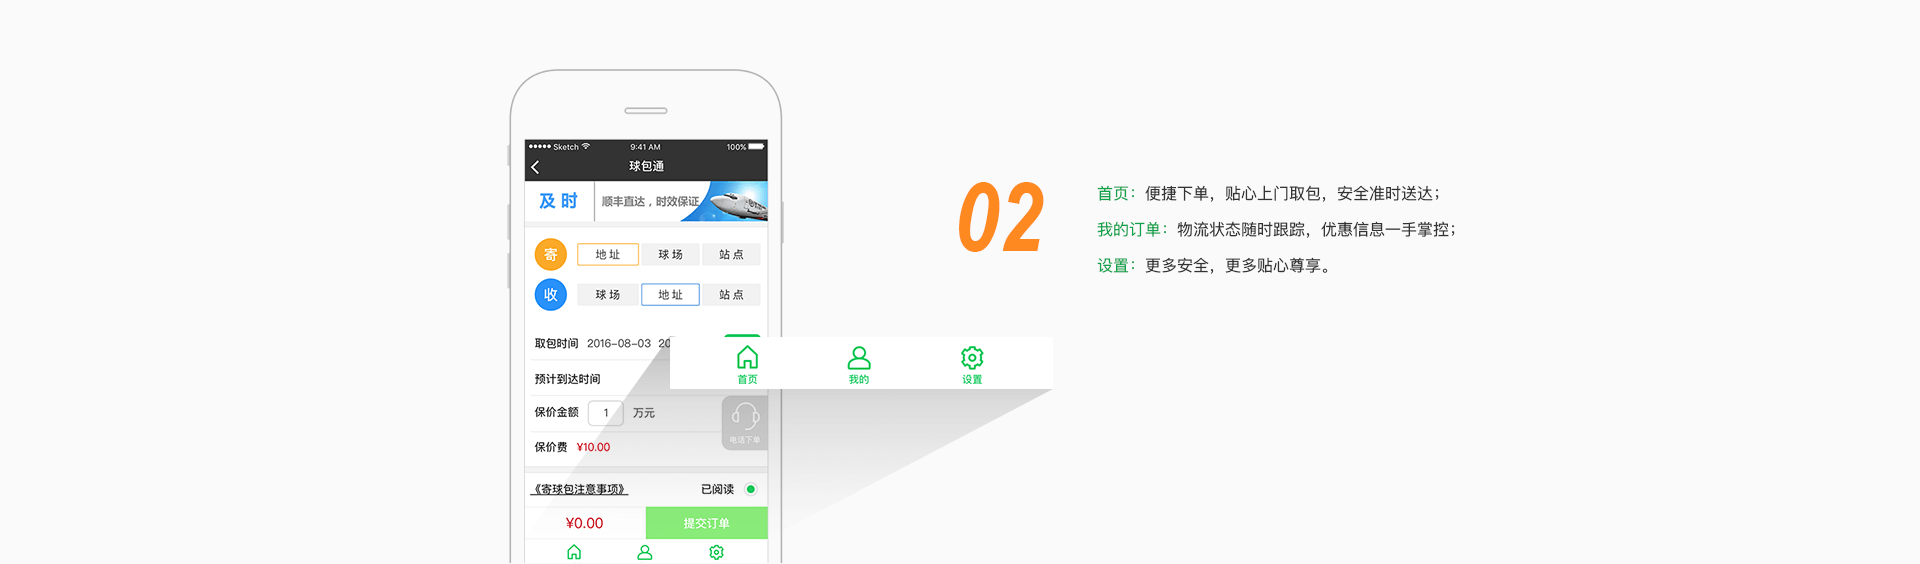 Sketch 9:41 AM 100%
球包通
及 时 顺丰直达，时效保证
寄 地 址 球 场 站 点
收 球 场 地 址 站 点
取包时间 2016-08-03 20
预计到达时间
保价金额 1 万元
电话下单
保价费 ¥10.00
《寄球包注意事项》 已阅读
¥0.00 提交订单
首页 我的 设置
02
首页：便捷下单，贴心上门取包，安全准时送达；
我的订单：物流状态随时跟踪，优惠信息一手掌控；
设置：更多安全，更多贴心尊享。